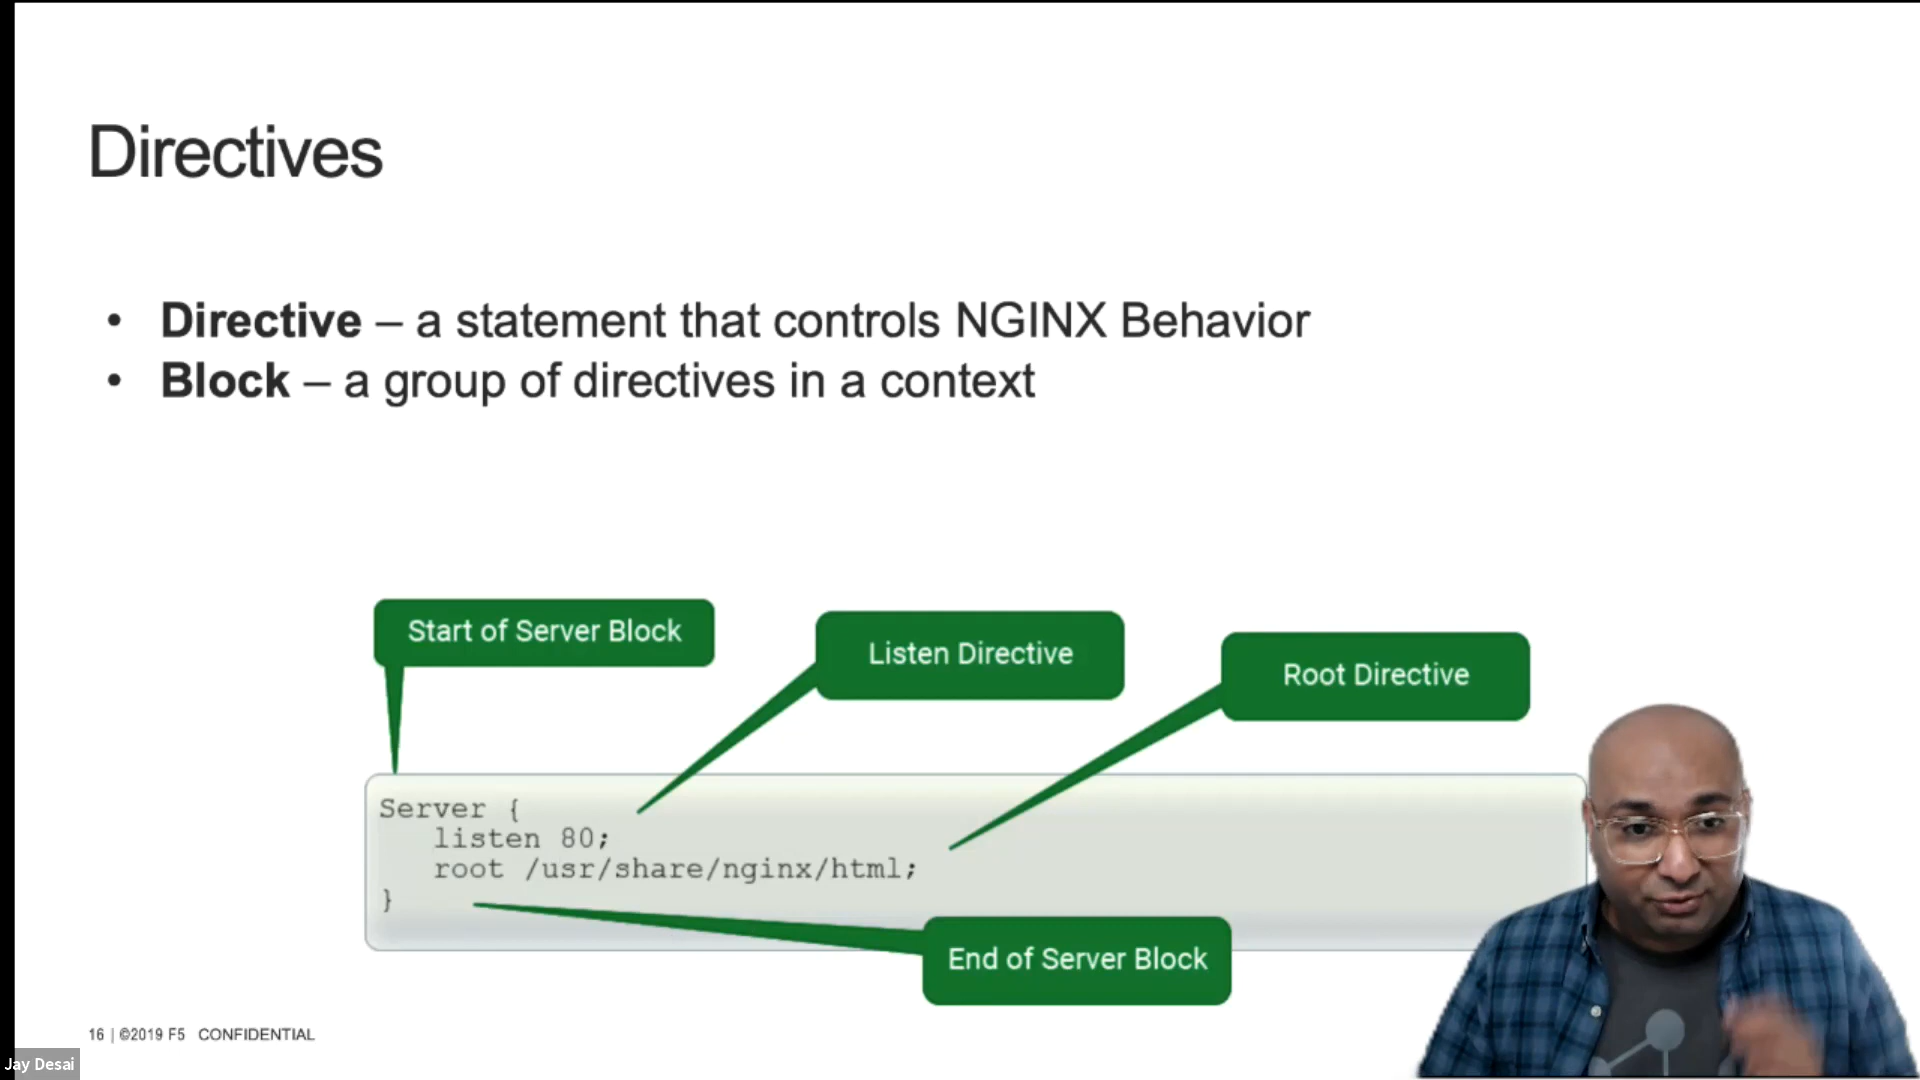 Directives
• Directive – a statement that controls NGINX Behavior
• Block – a group of directives in a context
Start of Server Block
Listen Directive
Root Directive
Server {
listen 80;
root /usr/share/nginx/html;
}
End of Server Block
16 | ©2019 F5 CONFIDENTIAL
Jay Desai